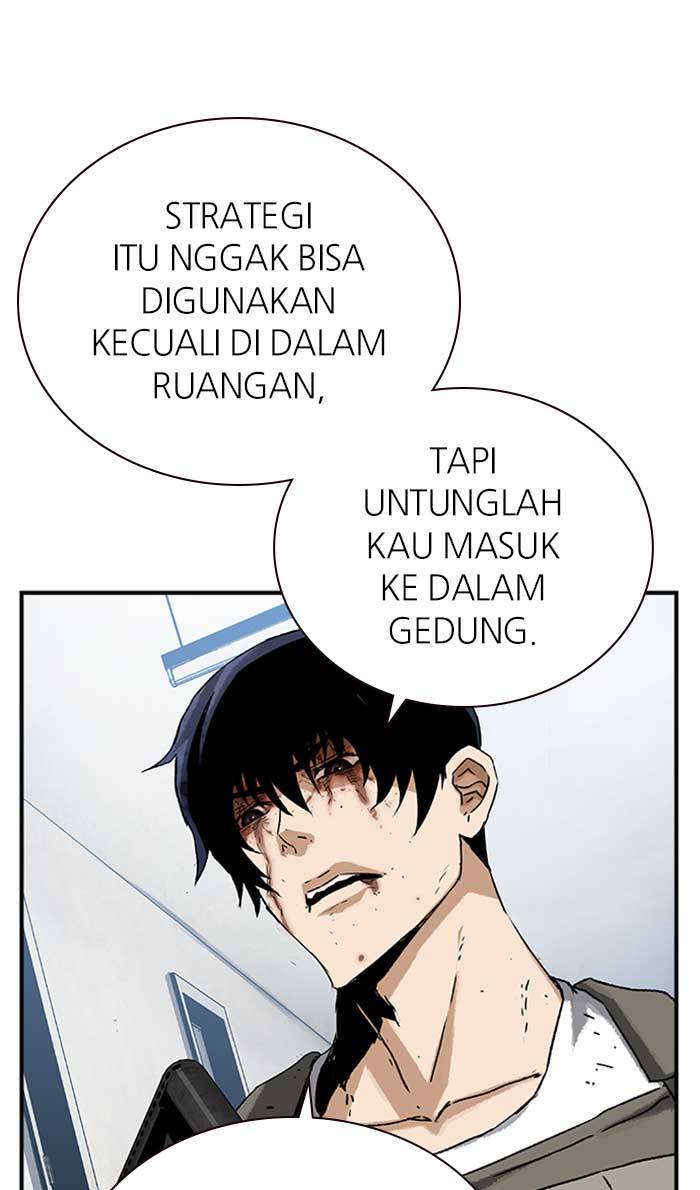 STRATEGI
ITU NGGAK BISA
DIGUNAKAN
KECUALI DI DALAM
RUANGAN,
TAPI
UNTUNGLAH
KAU MASUK
KE DALAM
GEDUNG.